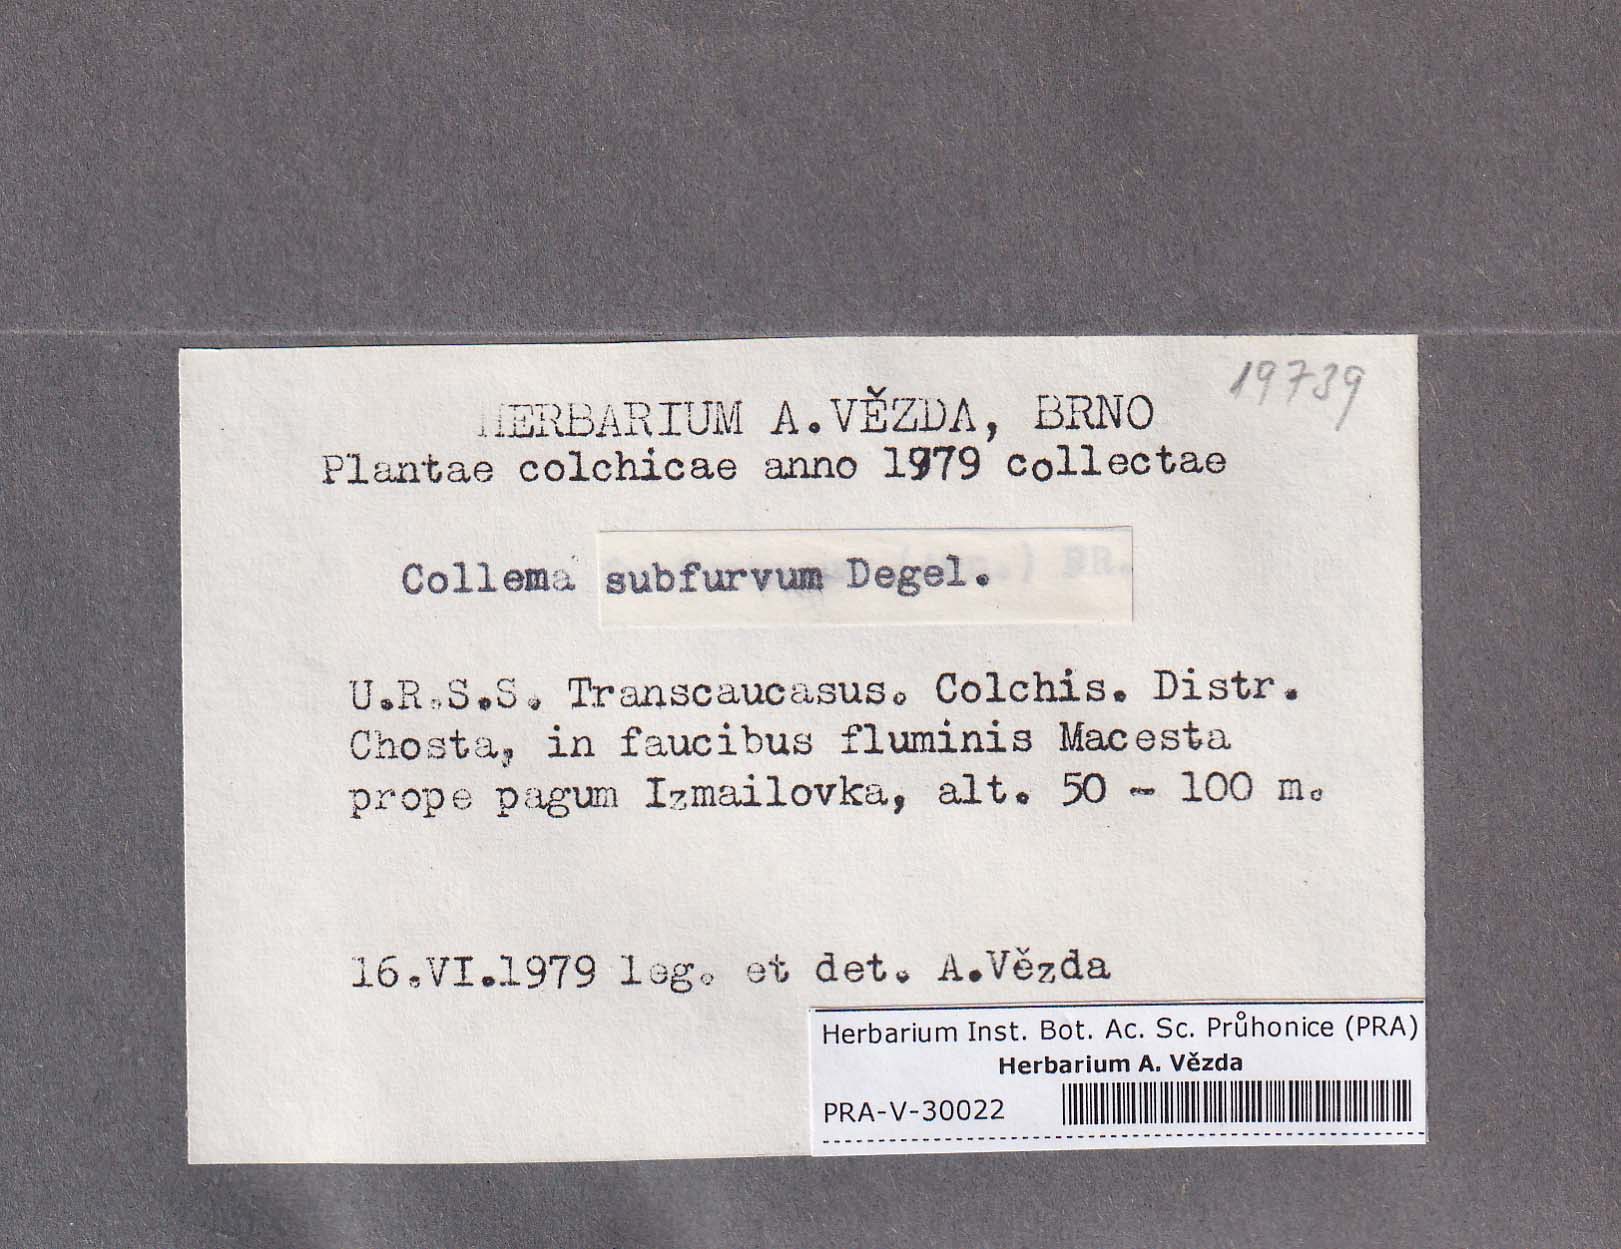 19739
HERBARIUM A.VĚZDA, BRNO
Plantae colchicae anno 1979 collectae
Collema subfurvum Degel.
U.R.S.S. Transcaucasus. Colchis. Distr.
Chosta, in faucibus fluminis Macesta
prope pagum Izmailovka, alt. 50 - 100 m.
16.VI.1979 leg. et det. A.Vězda
Herbarium Inst. Bot. Ac. Sc. Průhonice (PRA)
Herbarium A. Vězda
PRA-V-30022